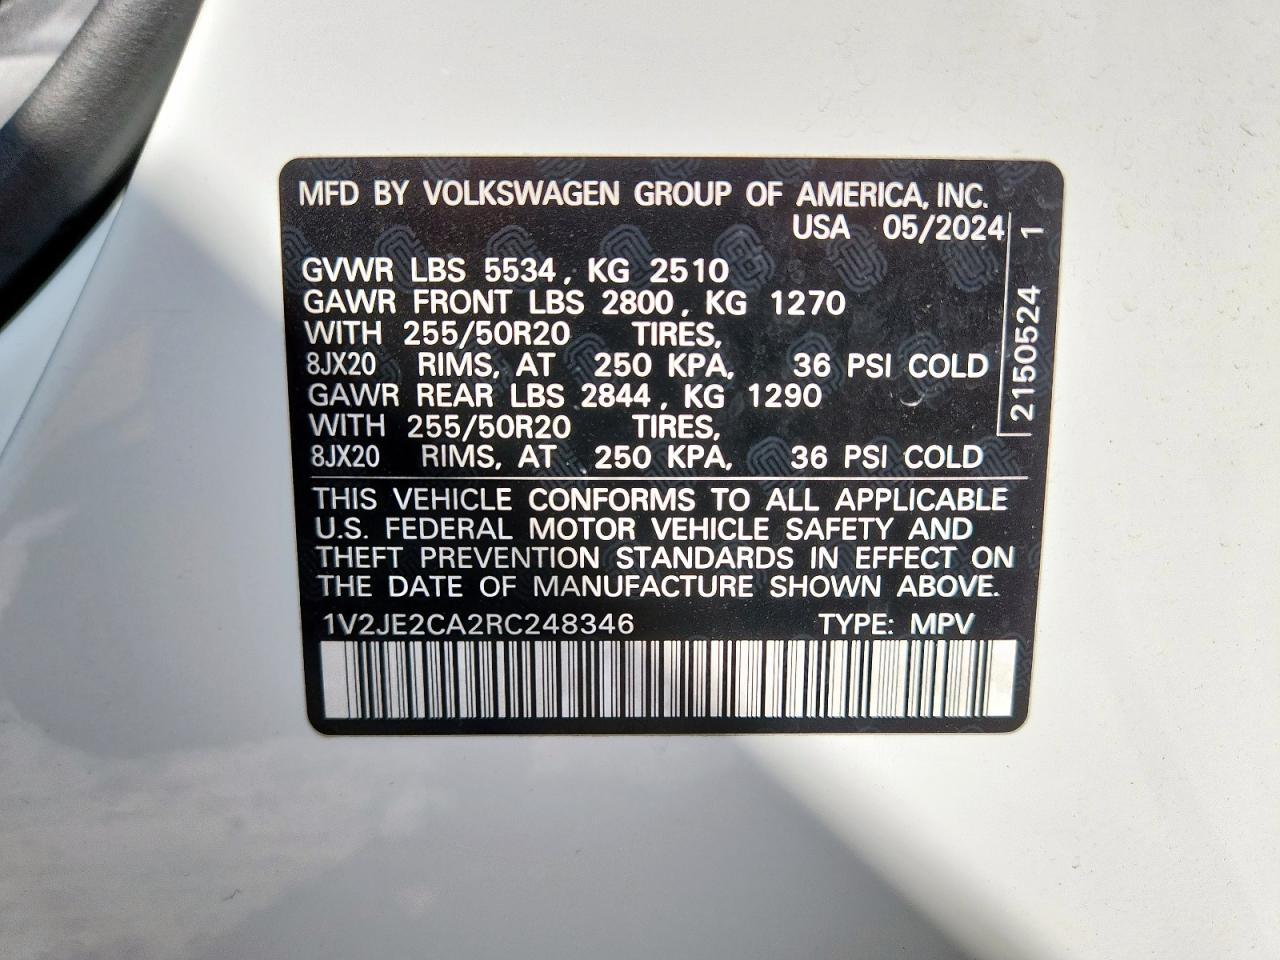 MFD BY VOLKSWAGEN GROUP OF AMERICA, INC.
USA 05/2024
GVWR LBS 5534, KG 2510
GAWR FRONT LBS 2800, KG 1270
WITH 255/50R20 TIRES,
8JX20 RIMS, AT 250 KPA, 36 PSI COLD
GAWR REAR LBS 2844, KG 1290
WITH 255/50R20 TIRES,
8JX20 RIMS, AT 250 KPA, 36 PSI COLD
2150524 1
THIS VEHICLE CONFORMS TO ALL APPLICABLE
U.S. FEDERAL MOTOR VEHICLE SAFETY AND
THEFT PREVENTION STANDARDS IN EFFECT ON
THE DATE OF MANUFACTURE SHOWN ABOVE.
1V2JE2CA2RC248346 TYPE: MPV